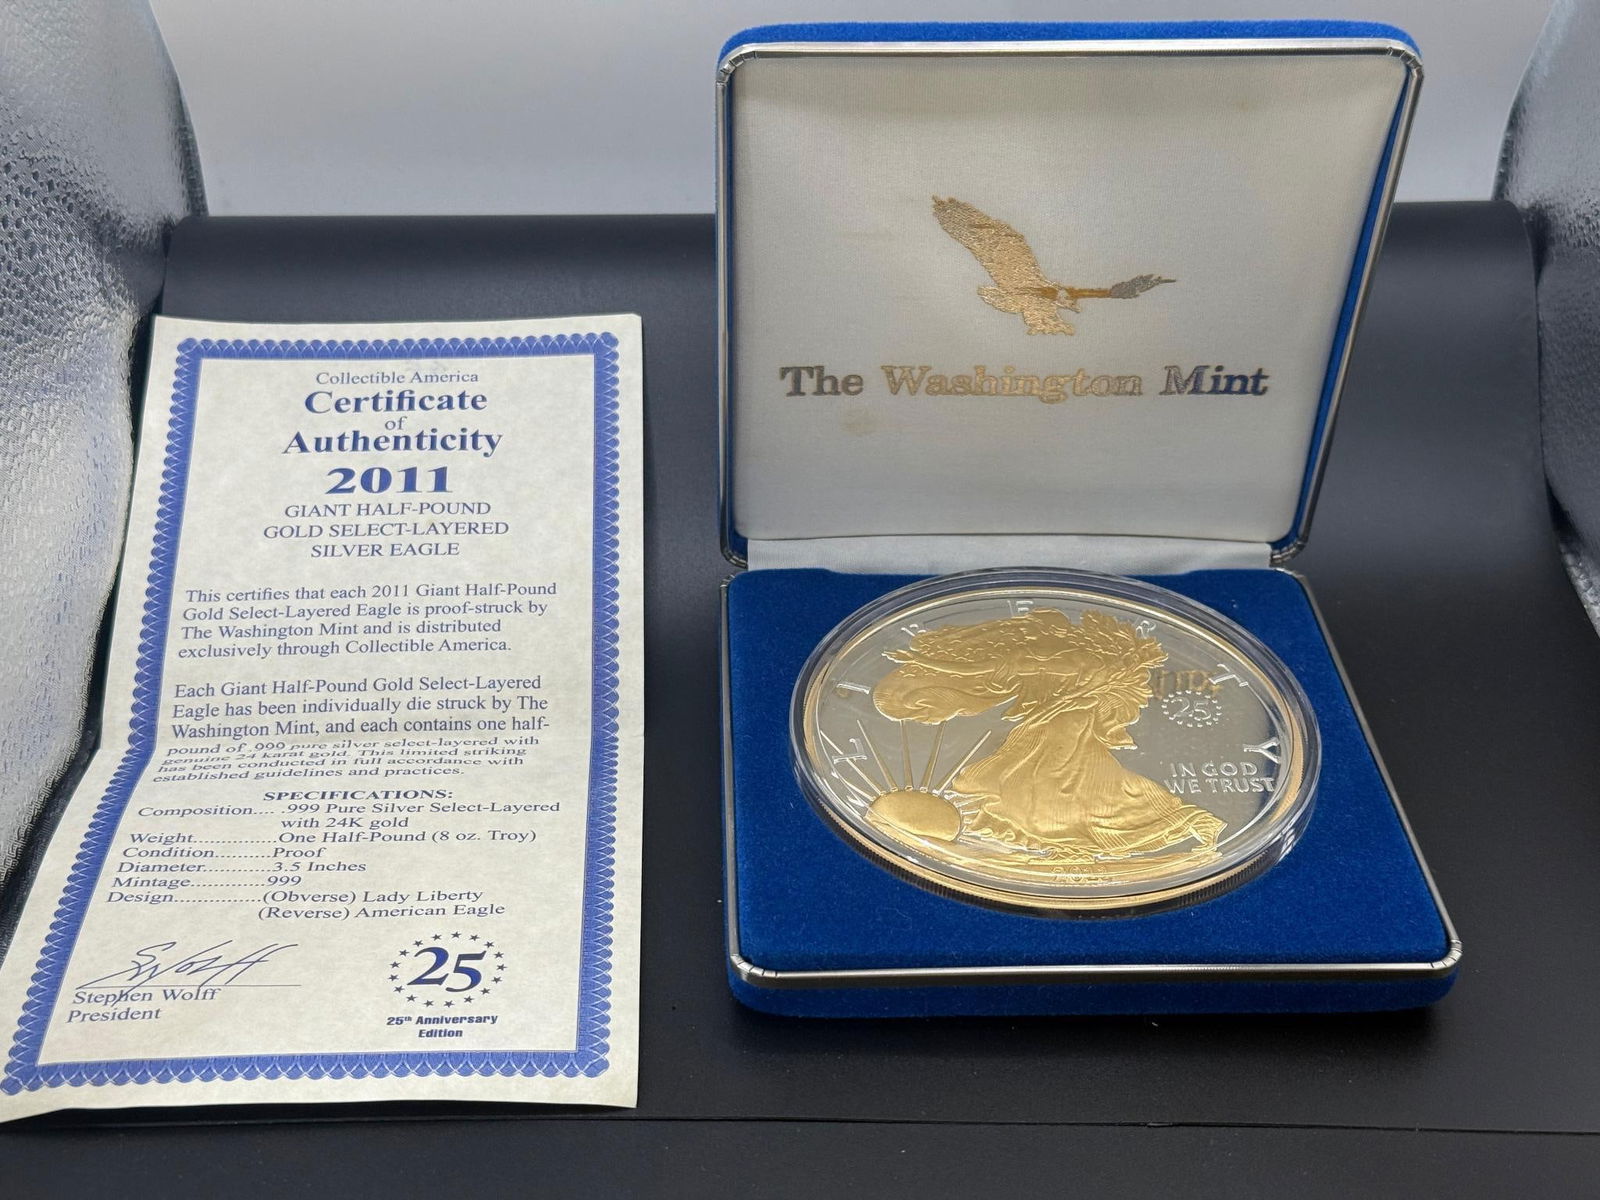 Collectible America
Certificate
of
Authenticity
2011
GIANT HALF-POUND
GOLD SELECT-LAYERED
SILVER EAGLE
This certifies that each 2011 Giant Half-Pound
Gold Select-Layered Eagle is proof-struck by
The Washington Mint and is distributed
exclusively through Collectible America.
Each Giant Half-Pound Gold Select-Layered
Eagle has been individually die struck by The
Washington Mint, and each contains one half-
pound of .999 pure silver select-layered with
genuine 24 karat gold. This limited striking
has been conducted in full accordance with
established guidelines and practices.
SPECIFICATIONS:
Composition.... .999 Pure Silver Select-Layered
with 24K gold
Weight..............One Half-Pound (8 oz. Troy)
Condition..........Proof
Diameter............3.5 Inches
Mintage.............999
Design................(Obverse) Lady Liberty
(Reverse) American Eagle
SWolff
Stephen Wolff
President
25
25th Anniversary
Edition
The Washington Mint
LIBERTY
25
IN GOD
WE TRUST
2011